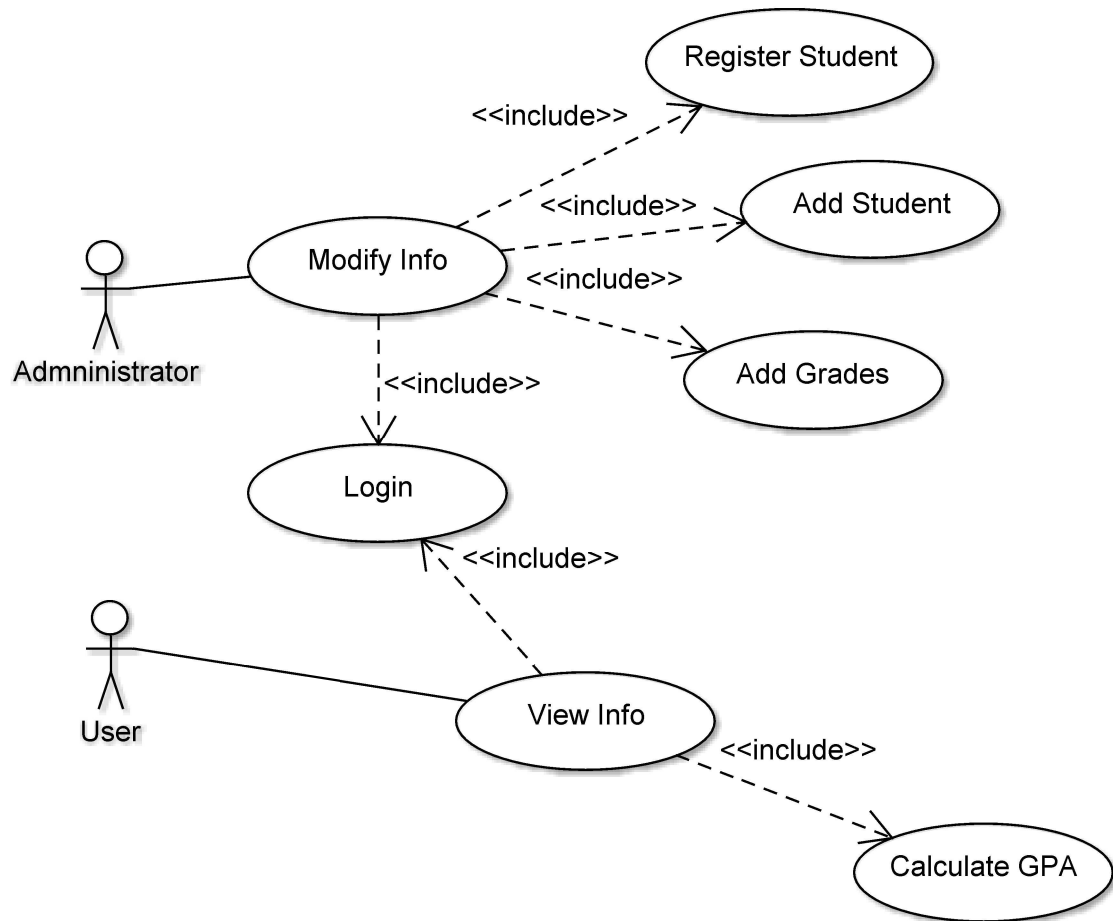 Register Student
<<include>>
Add Student
<<include>>
Modify Info
<<include>>
Admninistrator
Add Grades
<<include>>
Login
<<include>>
User
View Info
<<include>>
Calculate GPA